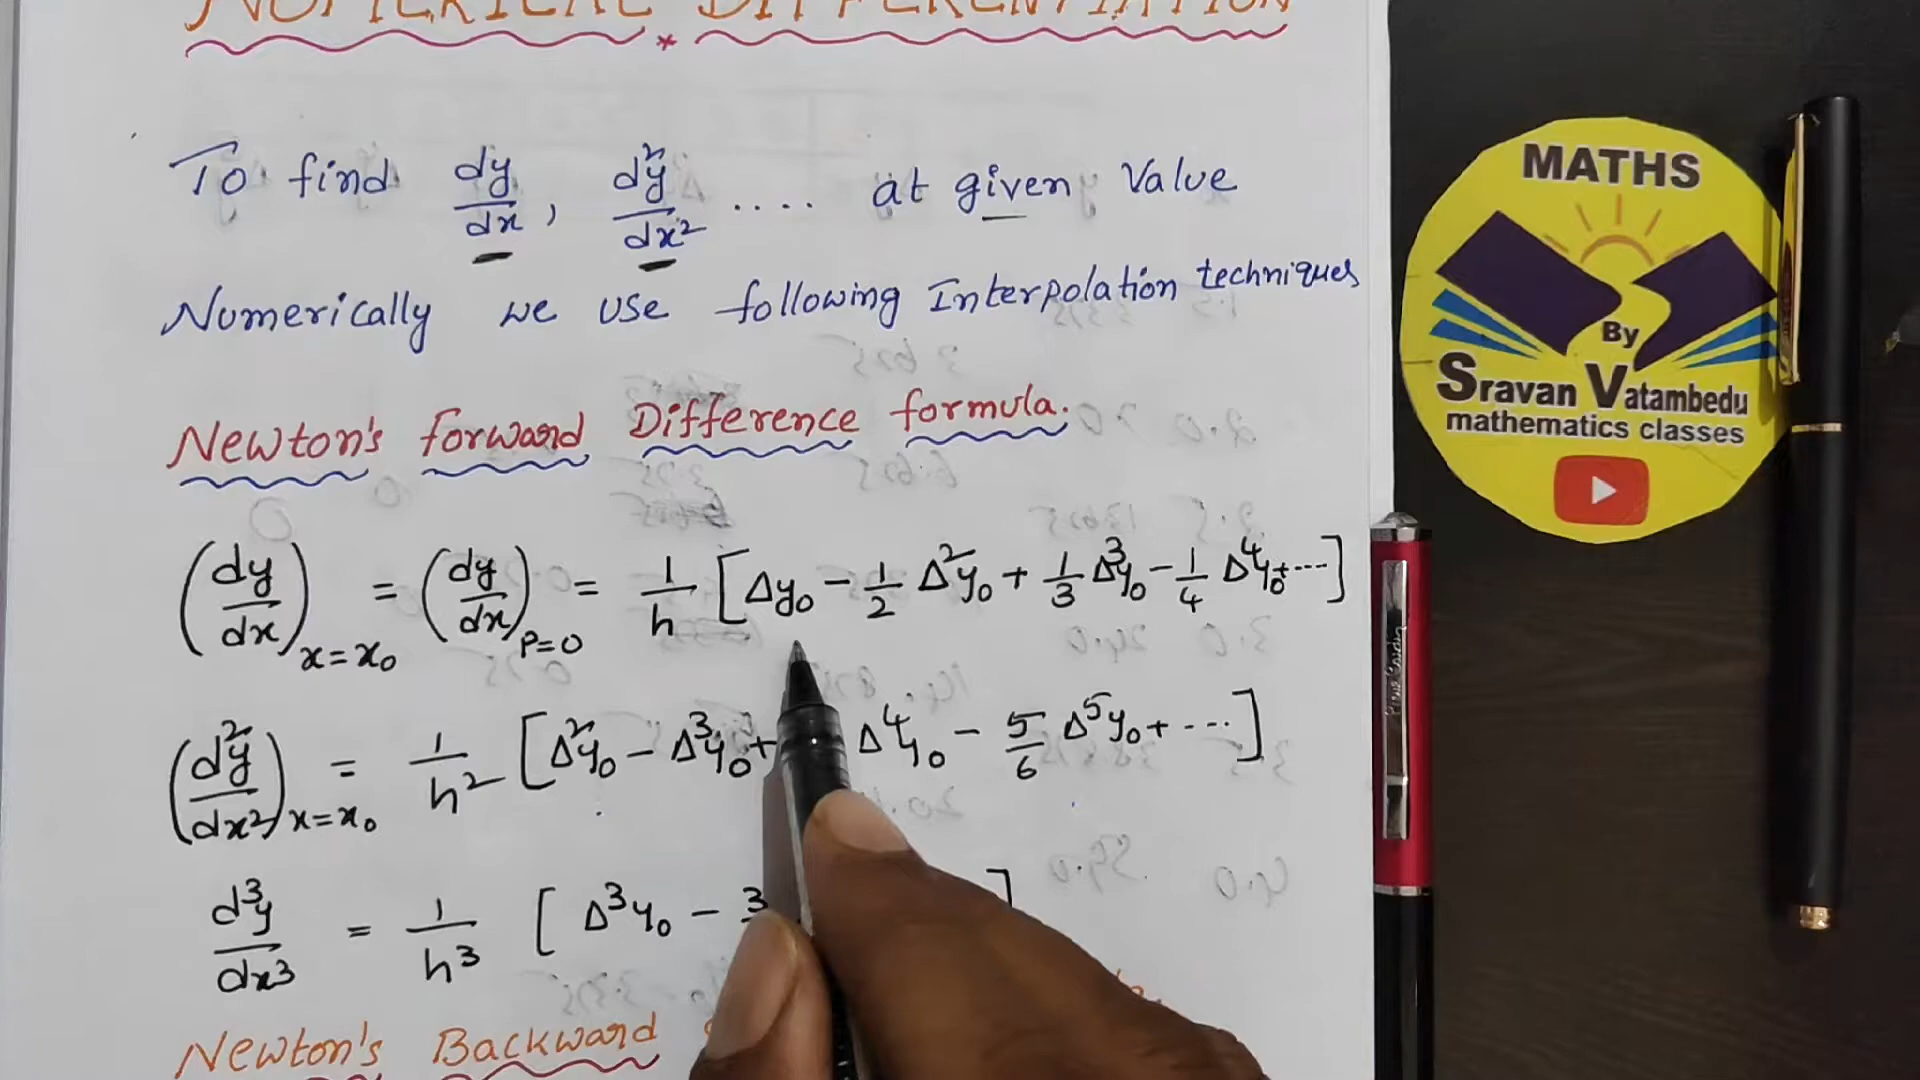 NUMERICAL DIFFERENTIATION
To find dy/dx, d²y/dx² .... at given Value
Numerically we use following Interpolation techniques
Newton's forward Difference formula.
(dy/dx)x=x₀ = (dy/dx)P=0 = 1/h [Δy₀ - 1/2 Δ²y₀ + 1/3 Δ³y₀ - 1/4 Δ⁴y₀ + ---]
(d²y/dx²)x=x₀ = 1/h² [Δ²y₀ - Δ³y₀ + Δ⁴y₀ - 5/6 Δ⁵y₀ + ----]
d³y/dx³ = 1/h³ [Δ³y₀ - 3 ]
Newton's Backward
MATHS
By
Sravan Vatambedu
mathematics classes